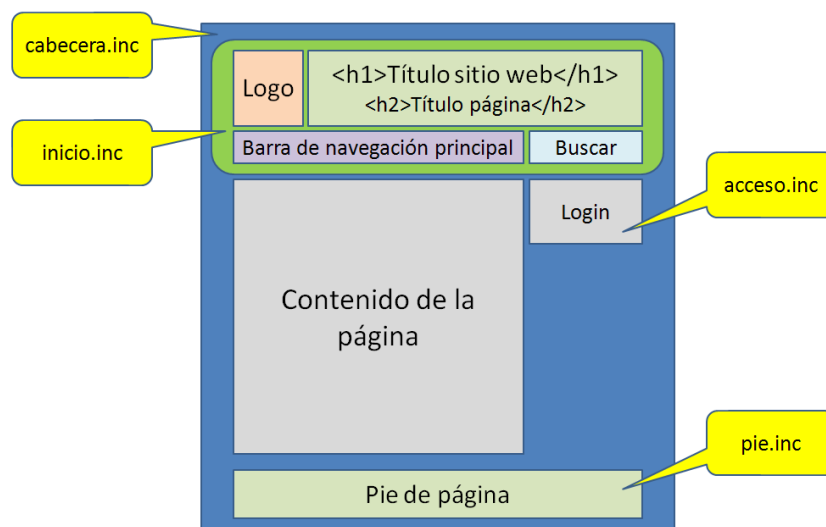 cabecera.inc
Logo
<h1>Título sitio web</h1>
<h2>Título página</h2>
inicio.inc
Barra de navegación principal
Buscar
acceso.inc
Login
Contenido de la
página
pie.inc
Pie de página